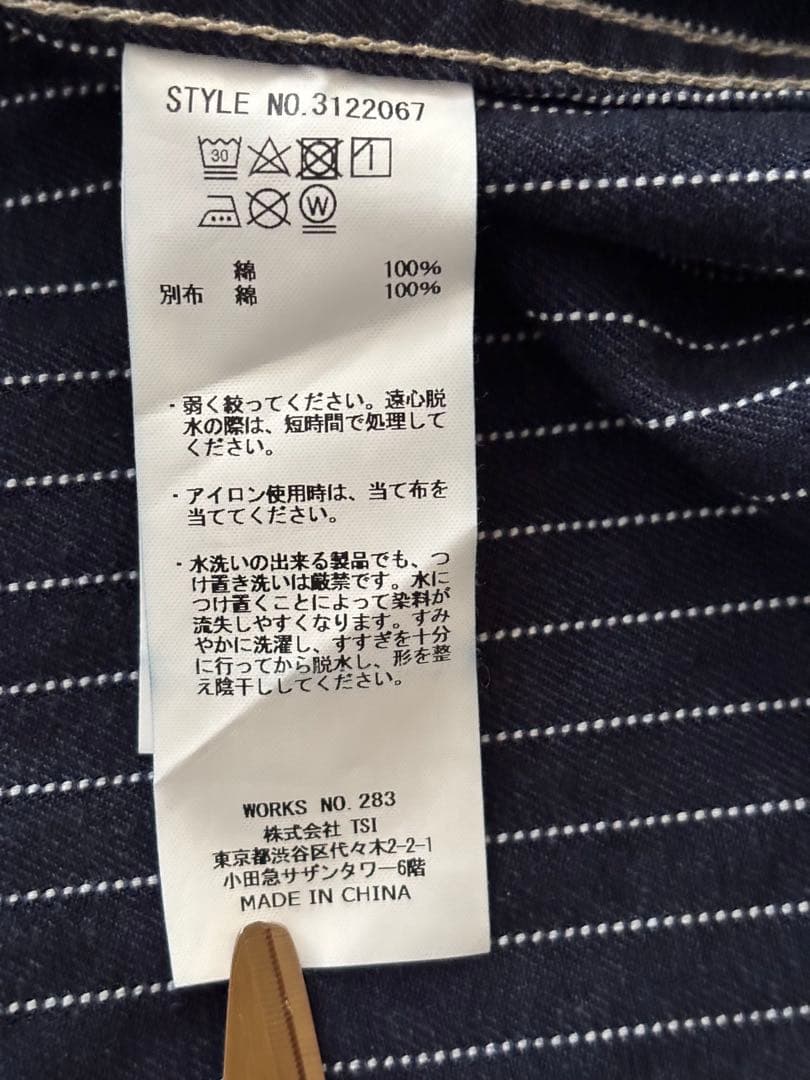 STYLE NO.3122067
30
W
綿 100%
別布 綿 100%
・弱く絞ってください。遠心脱
水の際は、短時間で処理して
ください。
・アイロン使用時は、当て布を
当ててください。
・水洗いの出来る製品でも、つ
け置き洗いは厳禁です。水に
つけ置くことによって染料が
流失しやすくなります。すみ
やかに洗濯し、すすぎを十分
に行ってから脱水し、形を整
え陰干ししてください。
WORKS NO.283
株式会社 TSI
東京都渋谷区代々木2-2-1
小田急サザンタワー6階
MADE IN CHINA